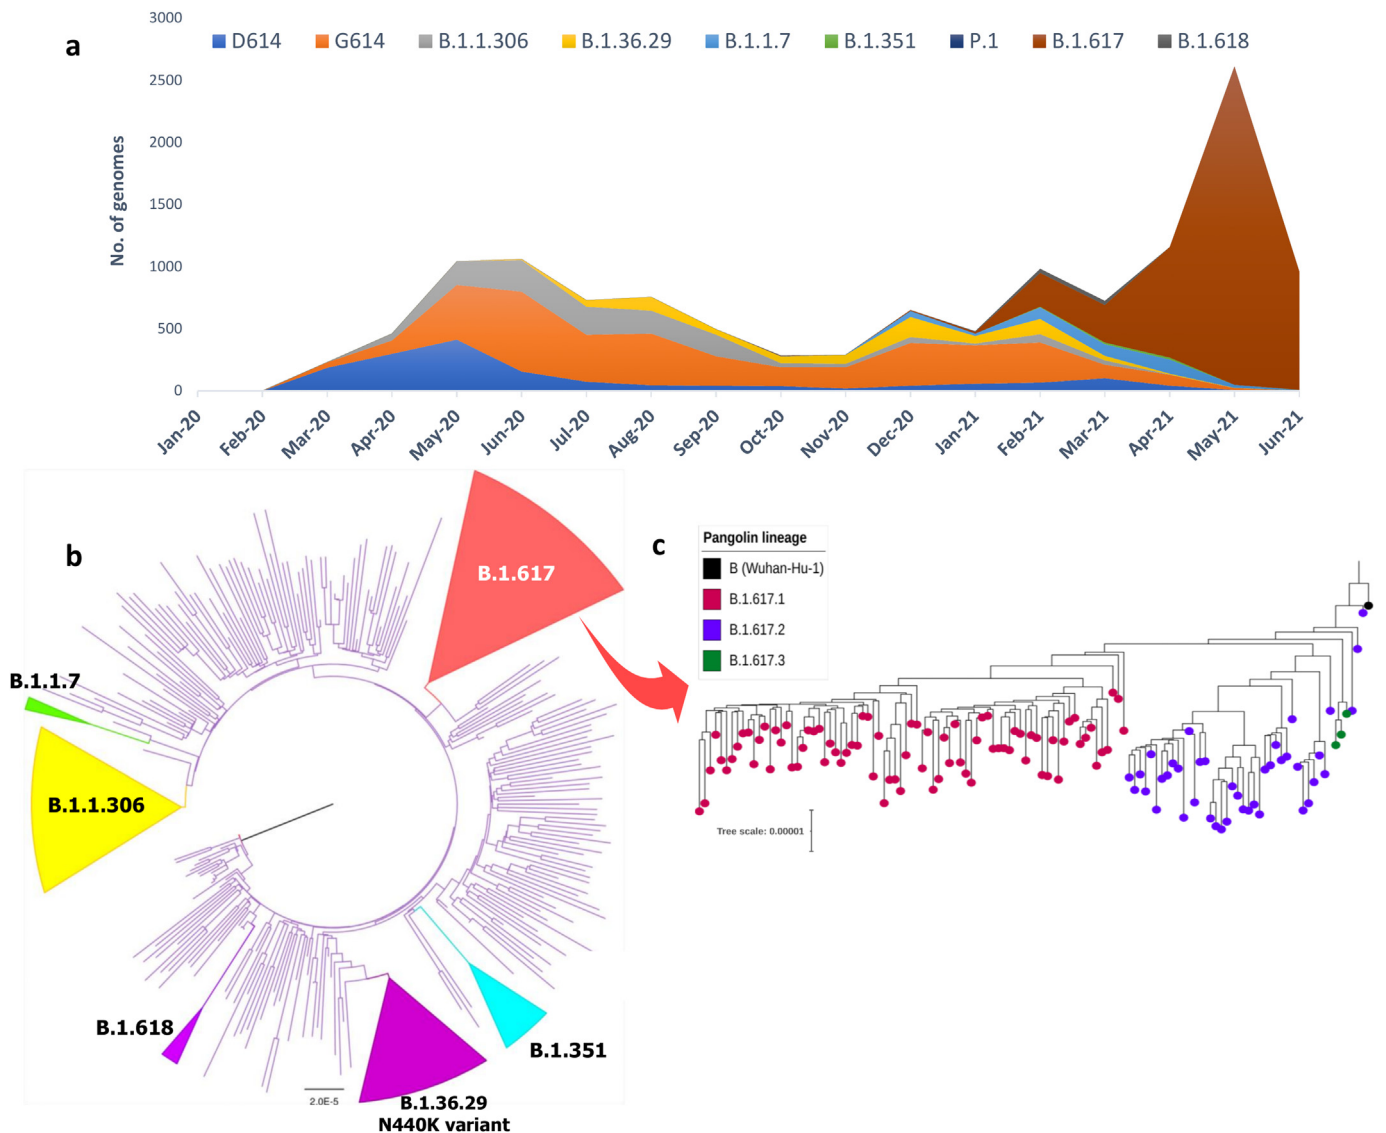 a
3000
D614 G614 B.1.1.306 B.1.36.29 B.1.1.7 B.1.351 P.1 B.1.617 B.1.618
2500
2000
1500
1000
500
0
No. of genomes
Jan-20 Feb-20 Mar-20 Apr-20 May-20 Jun-20 Jul-20 Aug-20 Sep-20 Oct-20 Nov-20 Dec-20 Jan-21 Feb-21 Mar-21 Apr-21 May-21 Jun-21
b
B.1.617
B.1.1.7
B.1.1.306
B.1.618
B.1.351
2.0E-5
B.1.36.29
N440K variant
c
Pangolin lineage
B (Wuhan-Hu-1)
B.1.617.1
B.1.617.2
B.1.617.3
Tree scale: 0.00001